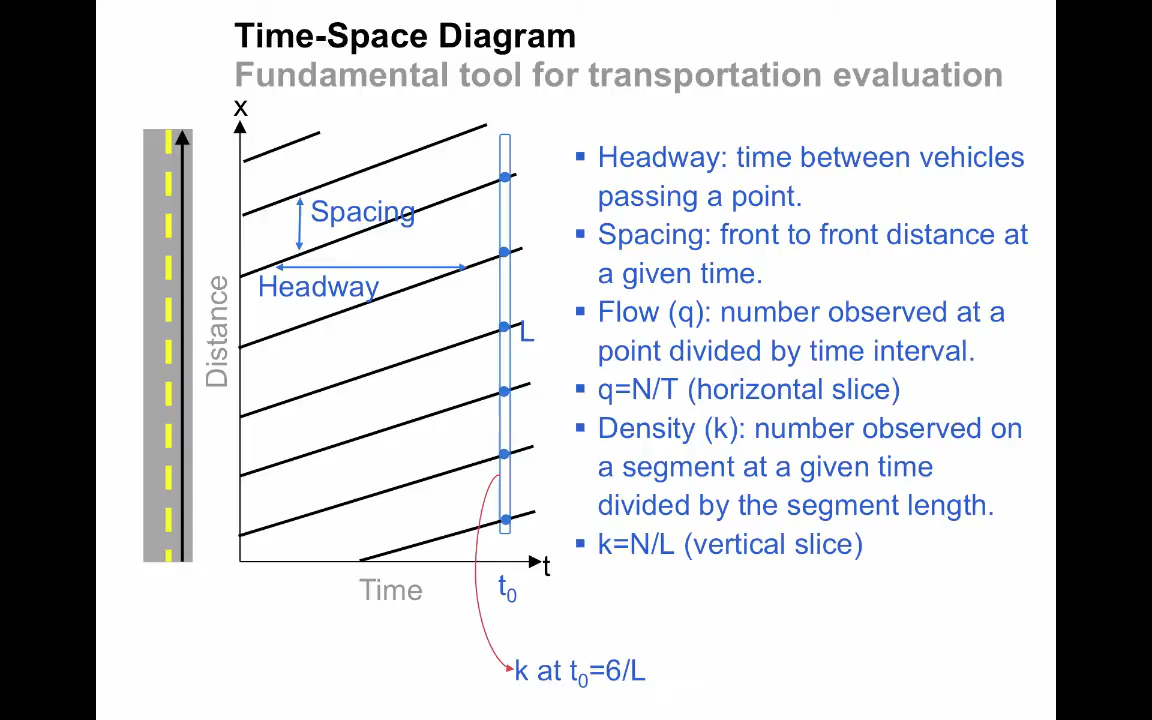 Time-Space Diagram
Fundamental tool for transportation evaluation
x
Spacing
Headway
Distance
L
t
Time
t₀
k at t₀=6/L
▪ Headway: time between vehicles
passing a point.
▪ Spacing: front to front distance at
a given time.
▪ Flow (q): number observed at a
point divided by time interval.
▪ q=N/T (horizontal slice)
▪ Density (k): number observed on
a segment at a given time
divided by the segment length.
▪ k=N/L (vertical slice)